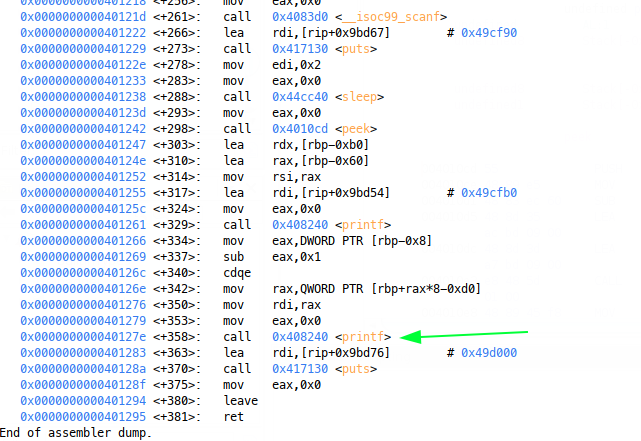 0x0000000000401218 <+256>: mov eax,0x0
0x000000000040121d <+261>: call 0x4083d0 <__isoc99_scanf>
0x0000000000401222 <+266>: lea rdi,[rip+0x9bd67] # 0x49cf90
0x0000000000401229 <+273>: call 0x417130 <puts>
0x000000000040122e <+278>: mov edi,0x2
0x0000000000401233 <+283>: mov eax,0x0
0x0000000000401238 <+288>: call 0x44cc40 <sleep>
0x000000000040123d <+293>: mov eax,0x0
0x0000000000401242 <+298>: call 0x4010cd <peek>
0x0000000000401247 <+303>: lea rdx,[rbp-0xb0]
0x000000000040124e <+310>: lea rax,[rbp-0x60]
0x0000000000401252 <+314>: mov rsi,rax
0x0000000000401255 <+317>: lea rdi,[rip+0x9bd54] # 0x49cfb0
0x000000000040125c <+324>: mov eax,0x0
0x0000000000401261 <+329>: call 0x408240 <printf>
0x0000000000401266 <+334>: mov eax,DWORD PTR [rbp-0x8]
0x0000000000401269 <+337>: sub eax,0x1
0x000000000040126c <+340>: cdqe
0x000000000040126e <+342>: mov rax,QWORD PTR [rbp+rax*8-0xd0]
0x0000000000401276 <+350>: mov rdi,rax
0x0000000000401279 <+353>: mov eax,0x0
0x000000000040127e <+358>: call 0x408240 <printf>
0x0000000000401283 <+363>: lea rdi,[rip+0x9bd76] # 0x49d000
0x000000000040128a <+370>: call 0x417130 <puts>
0x000000000040128f <+375>: mov eax,0x0
0x0000000000401294 <+380>: leave
0x0000000000401295 <+381>: ret
End of assembler dump.